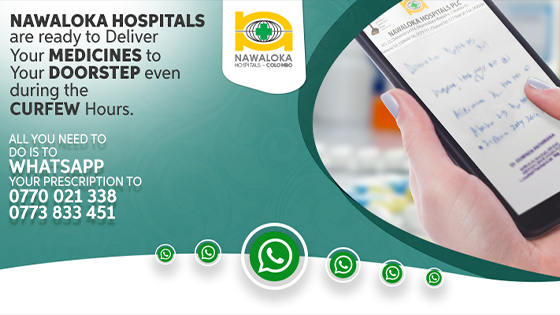 NAWALOKA HOSPITALS
are ready to Deliver
Your MEDICINES to
Your DOORSTEP even
during the
CURFEW Hours.
ALL YOU NEED TO
DO IS TO
WHATSAPP
YOUR PRESCRIPTION TO
0770 021 338
0773 833 451
NAWALOKA
HOSPITALS - COLOMBO
NAWALOKA HOSPITALS PLC